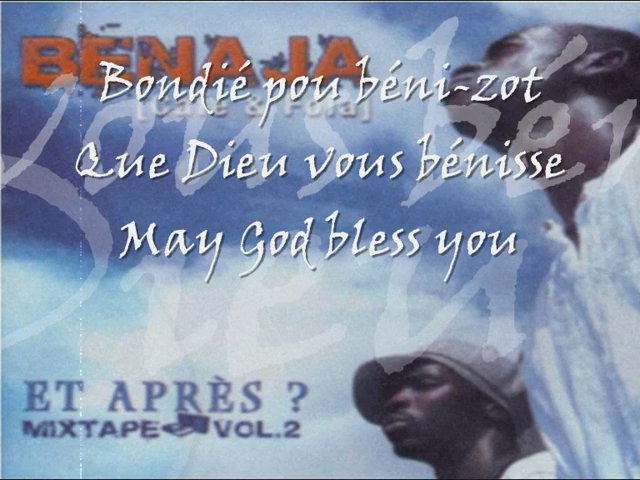 BENAJA
Bondié pou béni-zot
Que Dieu vous bénisse
May God bless you
ET APRÈS ?
MIXTAPE VOL.2